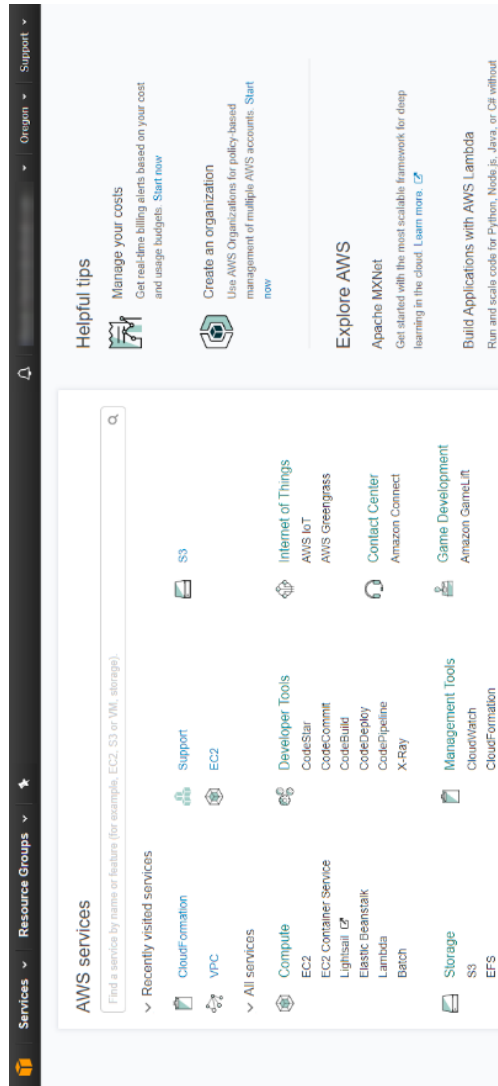 Services
Resource Groups
Oregon
Support
AWS services
Find a service by name or feature (for example, EC2, S3 or VM, storage).
Recently visited services
CloudFormation
Support
S3
VPC
EC2
All services
Compute
EC2
EC2 Container Service
Lightsail
Elastic Beanstalk
Lambda
Batch
Developer Tools
CodeStar
CodeCommit
CodeBuild
CodeDeploy
CodePipeline
X-Ray
Internet of Things
AWS IoT
AWS Greengrass
Contact Center
Amazon Connect
Storage
S3
EFS
Management Tools
CloudWatch
CloudFormation
Game Development
Amazon GameLift
Helpful tips
Manage your costs
Get real-time billing alerts based on your cost
and usage budgets. Start now
Create an organization
Use AWS Organizations for policy-based
management of multiple AWS accounts. Start
now
Explore AWS
Apache MXNet
Get started with the most scalable framework for deep
learning in the cloud. Learn more.
Build Applications with AWS Lambda
Run and scale code for Python, Node.js, Java, or C# without